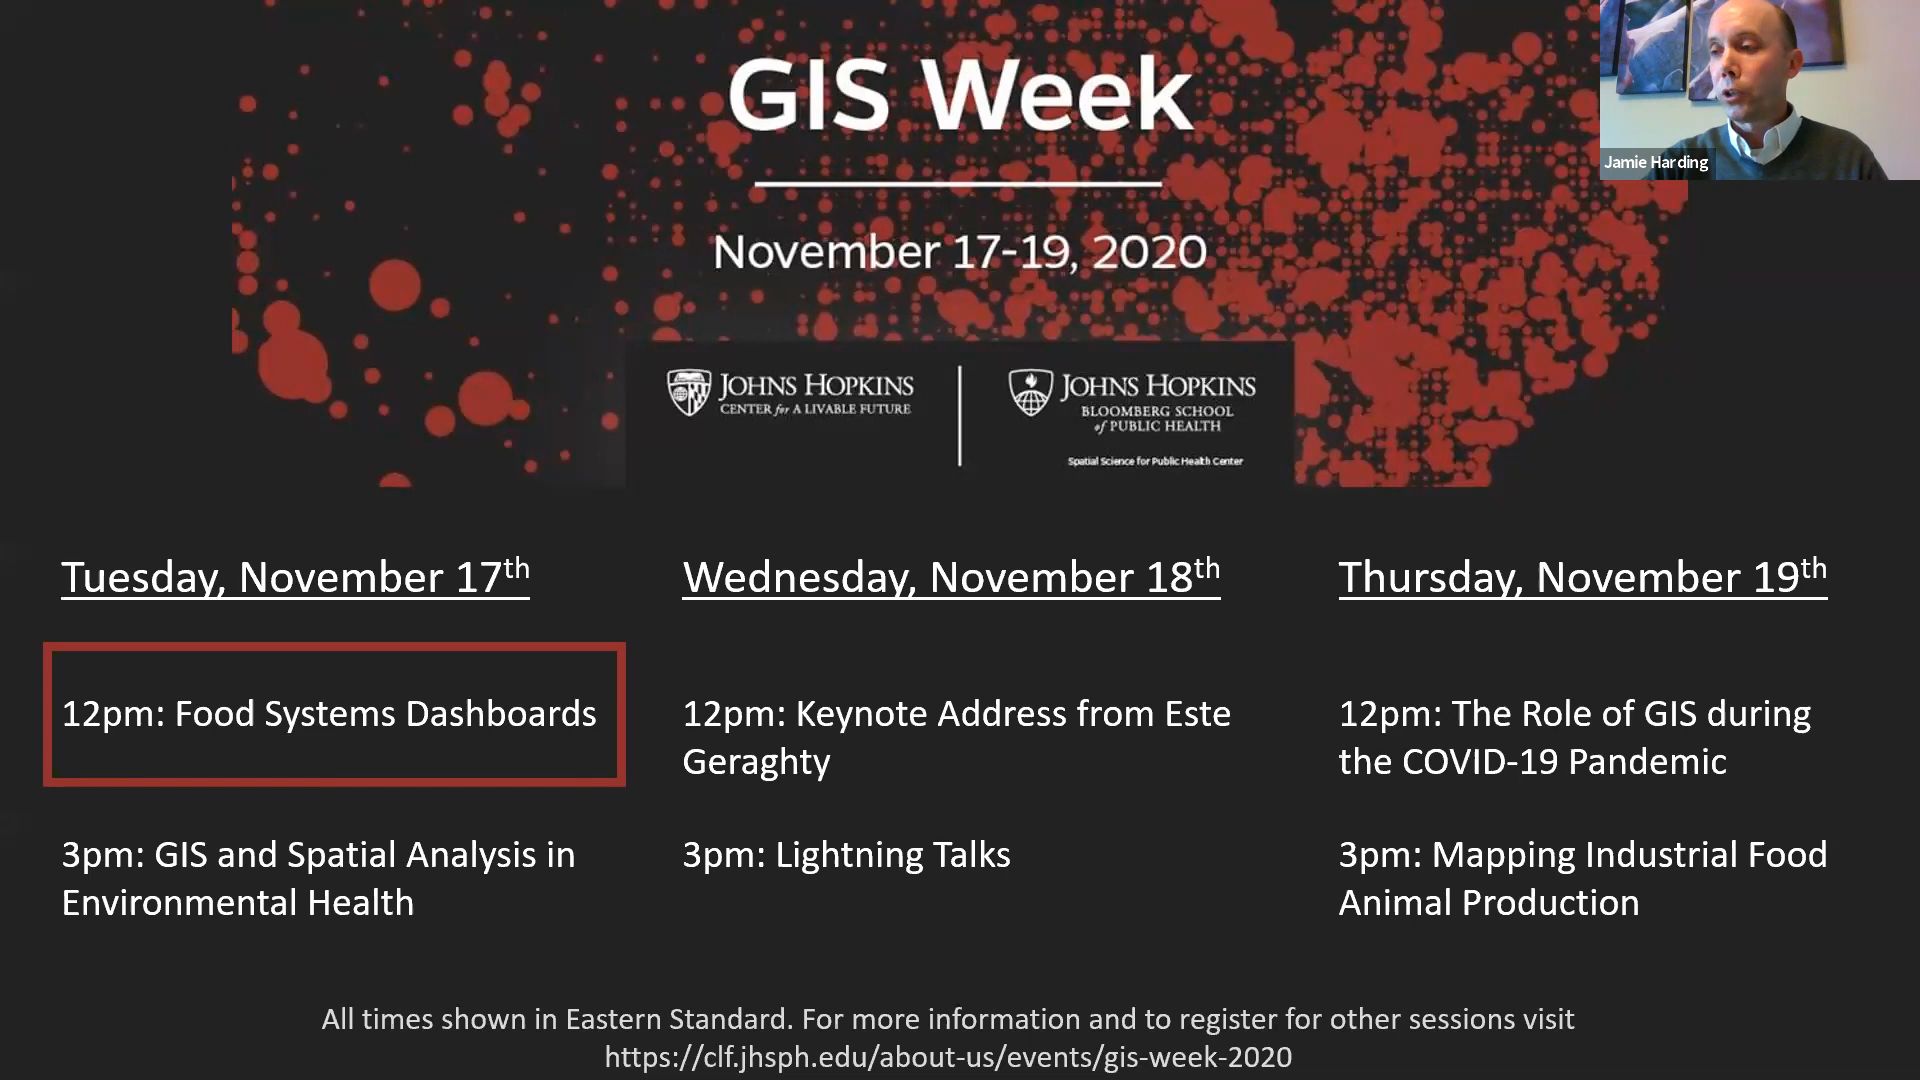 GIS Week
November 17-19, 2020
Jamie Harding
JOHNS HOPKINS
CENTER for A LIVABLE FUTURE
JOHNS HOPKINS
BLOOMBERG SCHOOL
of PUBLIC HEALTH
Spatial Science for Public Health Center
Tuesday, November 17th
12pm: Food Systems Dashboards
3pm: GIS and Spatial Analysis in
Environmental Health
Wednesday, November 18th
12pm: Keynote Address from Este
Geraghty
3pm: Lightning Talks
Thursday, November 19th
12pm: The Role of GIS during
the COVID-19 Pandemic
3pm: Mapping Industrial Food
Animal Production
All times shown in Eastern Standard. For more information and to register for other sessions visit
https://clf.jhsph.edu/about-us/events/gis-week-2020